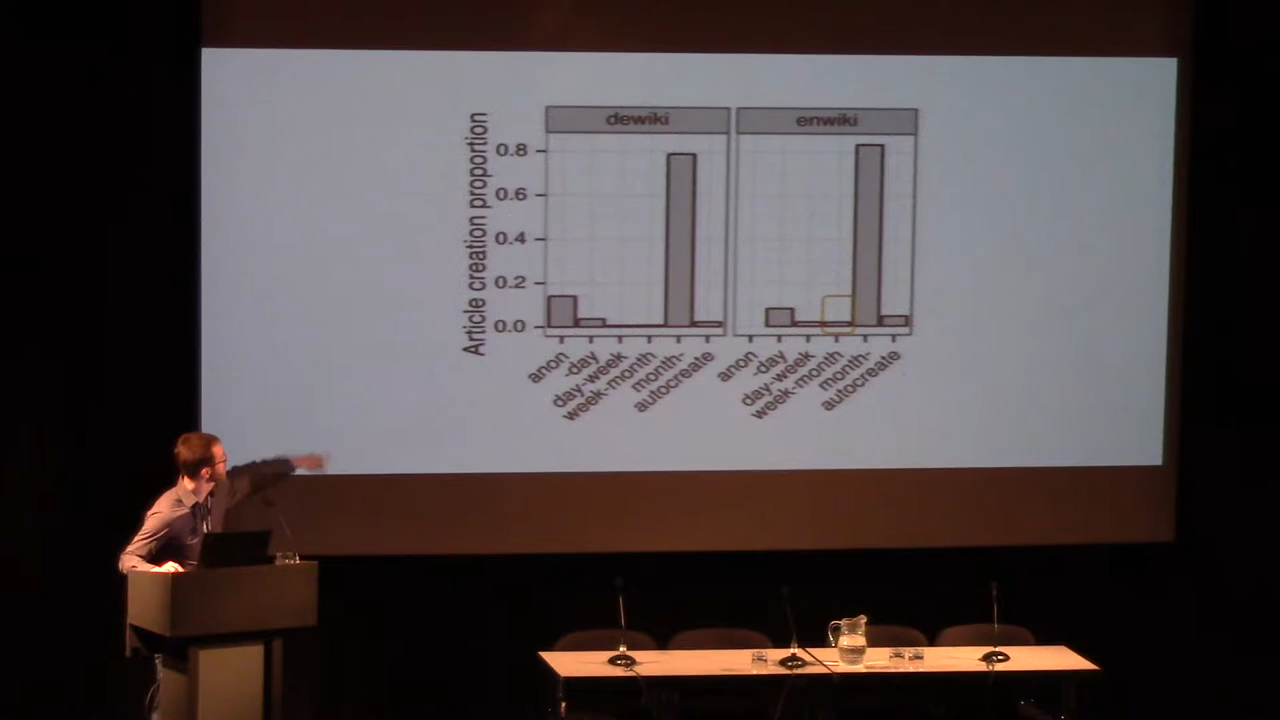 dewiki
enwiki
Article creation proportion
0.8
0.6
0.4
0.2
0.0
anon
-day
day-week
week-month
month-
autocreate
anon
-day
day-week
week-month
month-
autocreate